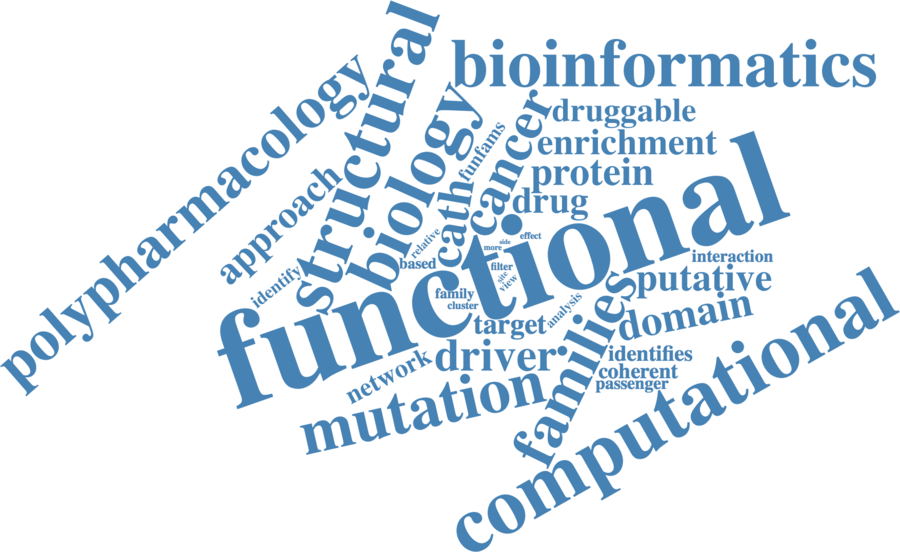 structural
bioinformatics
polypharmacology
biology
cancer
druggable
enrichment
funfams
cath
protein
approach
drug
functional
relative
side
effect
more
based
filter
site
view
identify
interaction
putative
family
cluster
analysis
target
families
domain
driver
network
identifies
coherent
passenger
mutation
computational